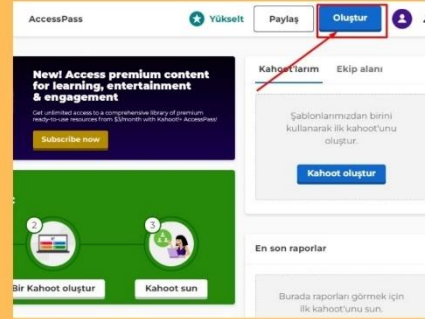 AccessPass
Yükselt
Paylaş
Oluştur
New! Access premium content
for learning, entertainment
& engagement
Get unlimited access to a comprehensive library of premium
ready-to-use resources from $3/month with Kahoot!+ AccessPass!
Subscribe now
2
3
Bir Kahoot oluştur
Kahoot sun
Kahoot'larım
Ekip alanı
Şablonlarımızdan birini
kullanarak ilk kahoot'unu
oluştur.
Kahoot oluştur
En son raporlar
Burada raporları görmek için
ilk kahoot'unu sun.